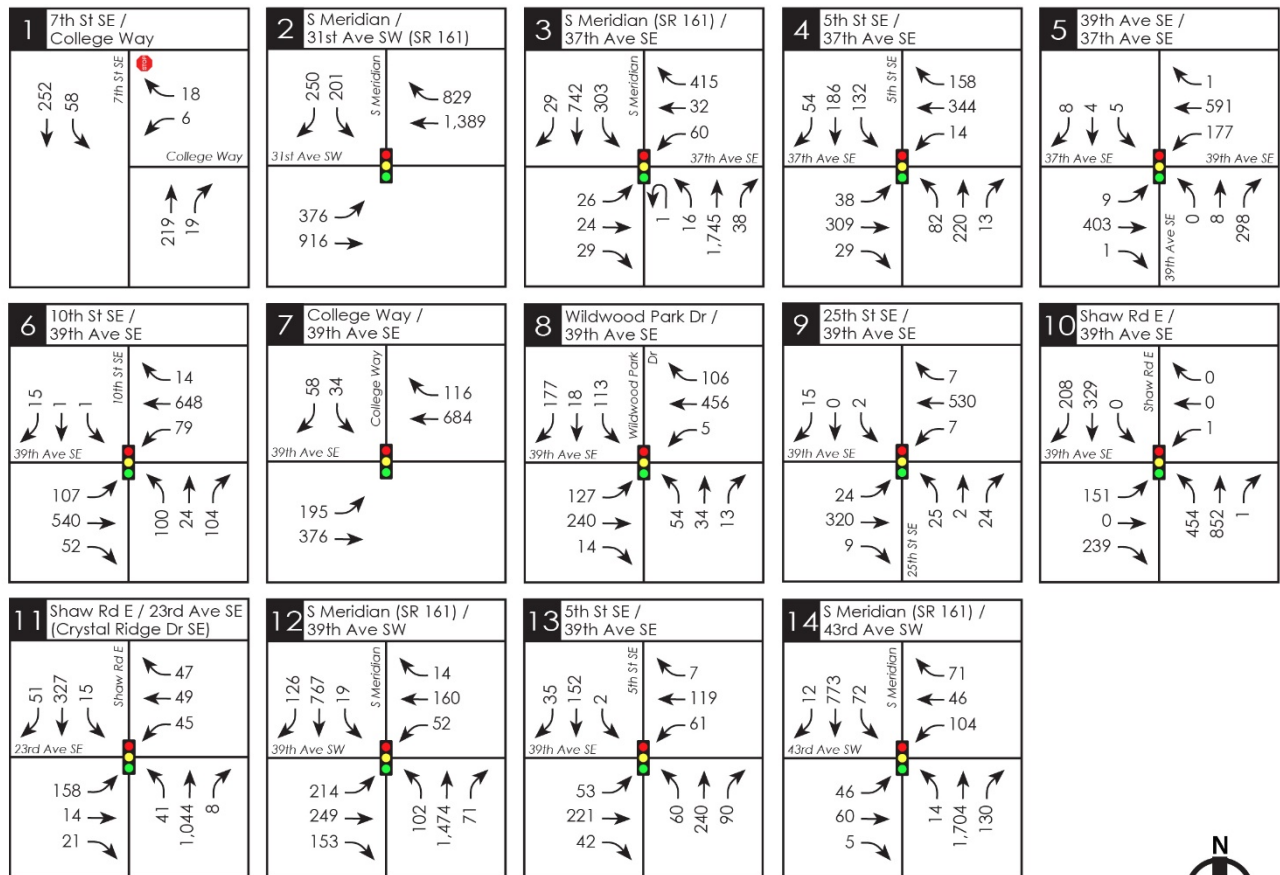 1
7th St SE /
College Way
252
58
7th St SE
STOP
18
6
College Way
219
19
2
S Meridian /
31st Ave SW (SR 161)
250
201
S Meridian
829
1,389
31st Ave SW
376
916
3
S Meridian (SR 161) /
37th Ave SE
29
742
303
S Meridian
415
32
60
37th Ave SE
26
24
29
1
16
1,745
38
4
5th St SE /
37th Ave SE
54
186
132
5th St SE
158
344
14
37th Ave SE
38
309
29
82
220
13
5
39th Ave SE /
37th Ave SE
8
4
5
1
591
177
37th Ave SE
39th Ave SE
9
403
1
39th Ave SE
0
8
298
6
10th St SE /
39th Ave SE
15
1
1
10th St SE
14
648
79
39th Ave SE
107
540
52
100
24
104
7
College Way /
39th Ave SE
58
34
College Way
116
684
39th Ave SE
195
376
8
Wildwood Park Dr /
39th Ave SE
177
18
113
Wildwood Park
Dr
106
456
5
39th Ave SE
127
240
14
54
34
13
9
25th St SE /
39th Ave SE
15
0
2
7
530
7
39th Ave SE
24
320
9
25th St SE
25
2
24
10
Shaw Rd E /
39th Ave SE
208
329
0
Shaw Rd E
0
0
1
39th Ave SE
151
0
239
454
852
1
11
Shaw Rd E / 23rd Ave SE
(Crystal Ridge Dr SE)
51
327
15
Shaw Rd E
47
49
45
23rd Ave SE
158
14
21
41
1,044
8
12
S Meridian (SR 161) /
39th Ave SW
126
767
19
S Meridian
14
160
52
39th Ave SW
214
249
153
102
1,474
71
13
5th St SE /
39th Ave SE
35
152
2
5th St SE
7
119
61
39th Ave SE
53
221
42
60
240
90
14
S Meridian (SR 161) /
43rd Ave SW
12
773
72
S Meridian
71
46
104
43rd Ave SW
46
60
5
14
1,704
130
N